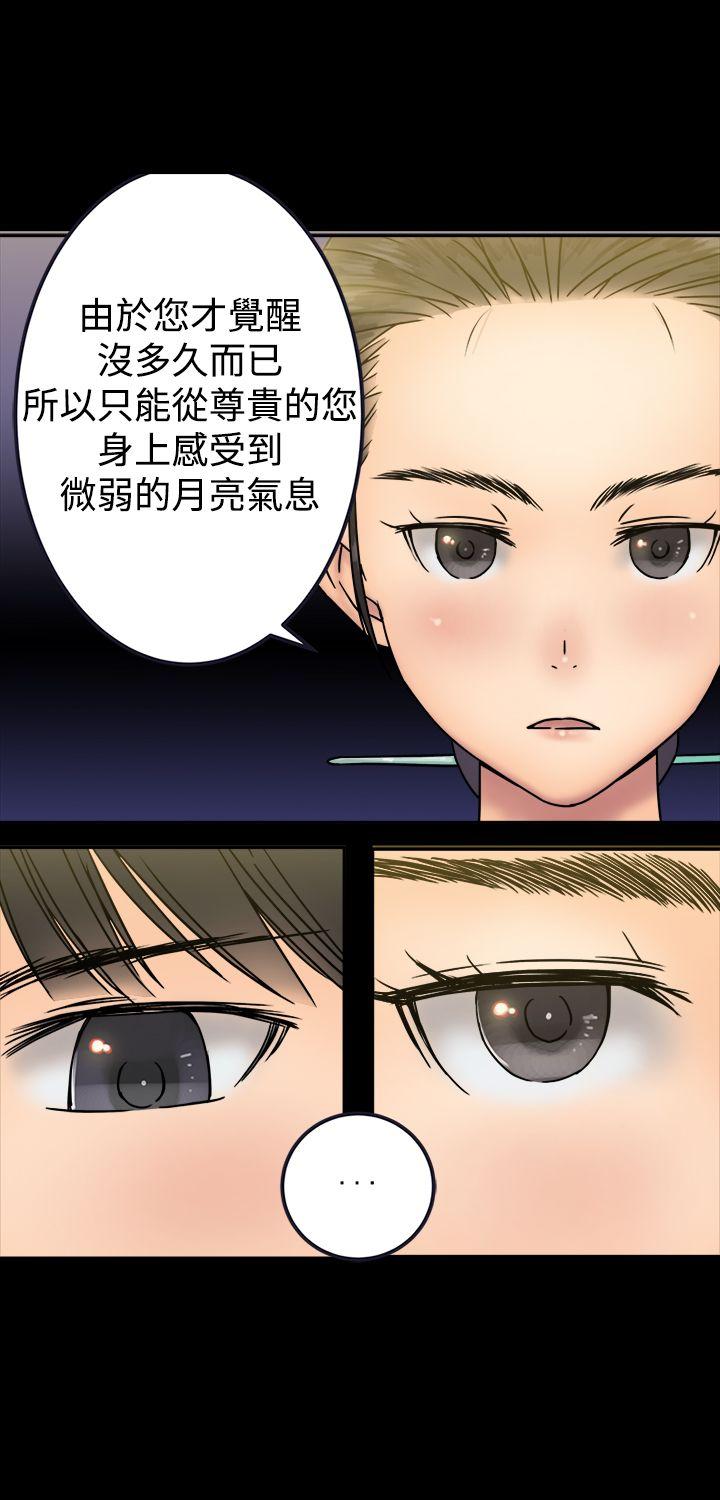 由於您才覺醒
沒多久而已
所以只能從尊貴的您
身上感受到
微弱的月亮氣息
...